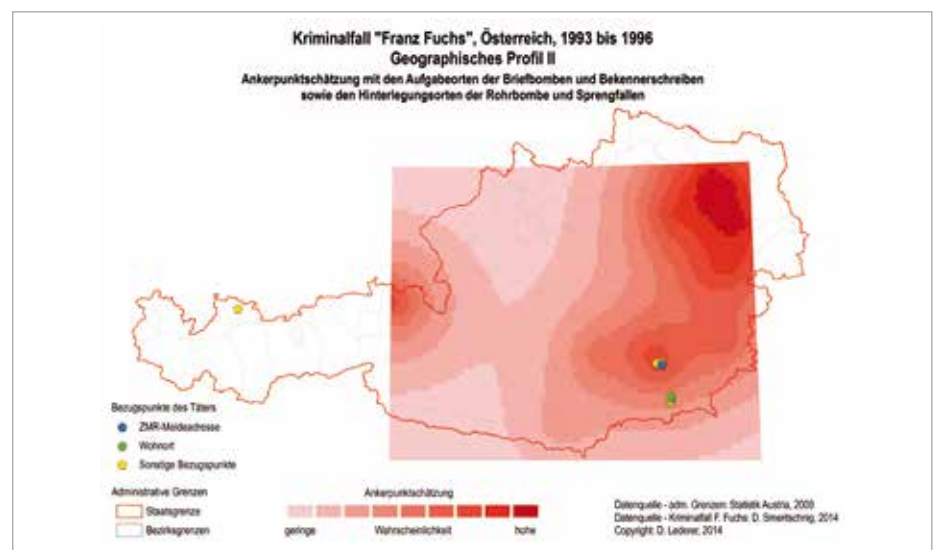 Kriminalfall "Franz Fuchs", Österreich, 1993 bis 1996
Geographisches Profil II
Ankerpunktschätzung mit den Aufgabeorten der Briefbomben und Bekennerschreiben
sowie den Hinterlegungsorten der Rohrbombe und Sprengfallen
Bezugspunkte des Täters
ZMR-Meldeadresse
Wohnort
Sonstige Bezugspunkte
Administrative Grenzen
Staatsgrenze
Bezirksgrenzen
Ankerpunktschätzung
geringe Wahrscheinlichkeit hohe
Datenquelle - adm. Grenzen: Statistik Austria, 2008
Datenquelle - Kriminalfall F. Fuchs: D. Smertschnig, 2014
Copyright: D. Lederer, 2014